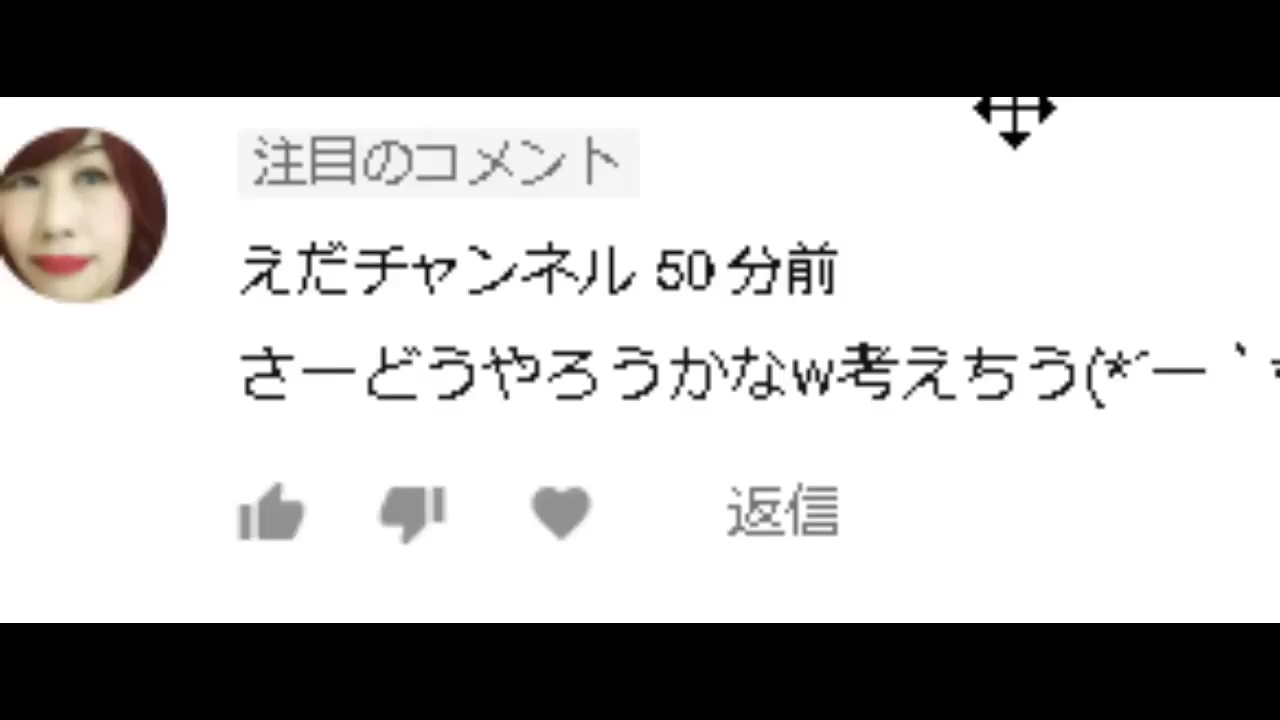 注目のコメント
えだチャンネル 50 分前
さーどうやろうかなw考えちう(*´ー｀
返信